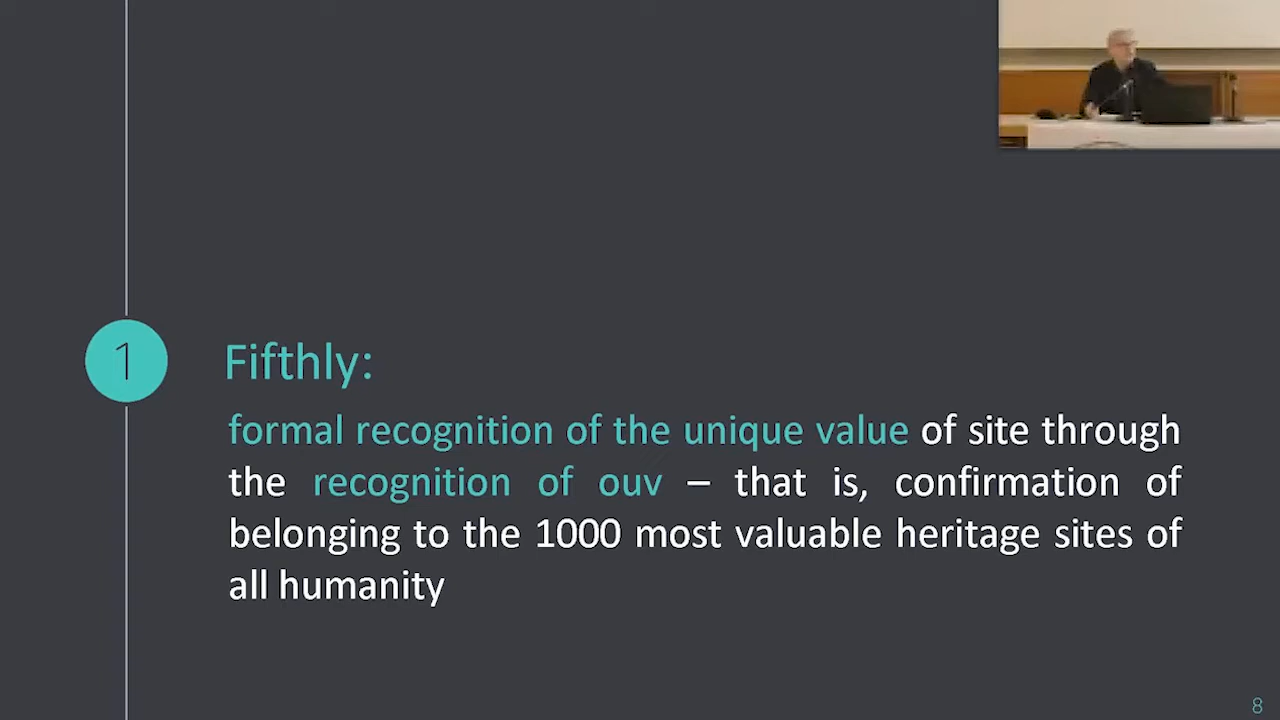 1
Fifthly:
formal recognition of the unique value of site through
the recognition of ouv – that is, confirmation of
belonging to the 1000 most valuable heritage sites of
all humanity
8